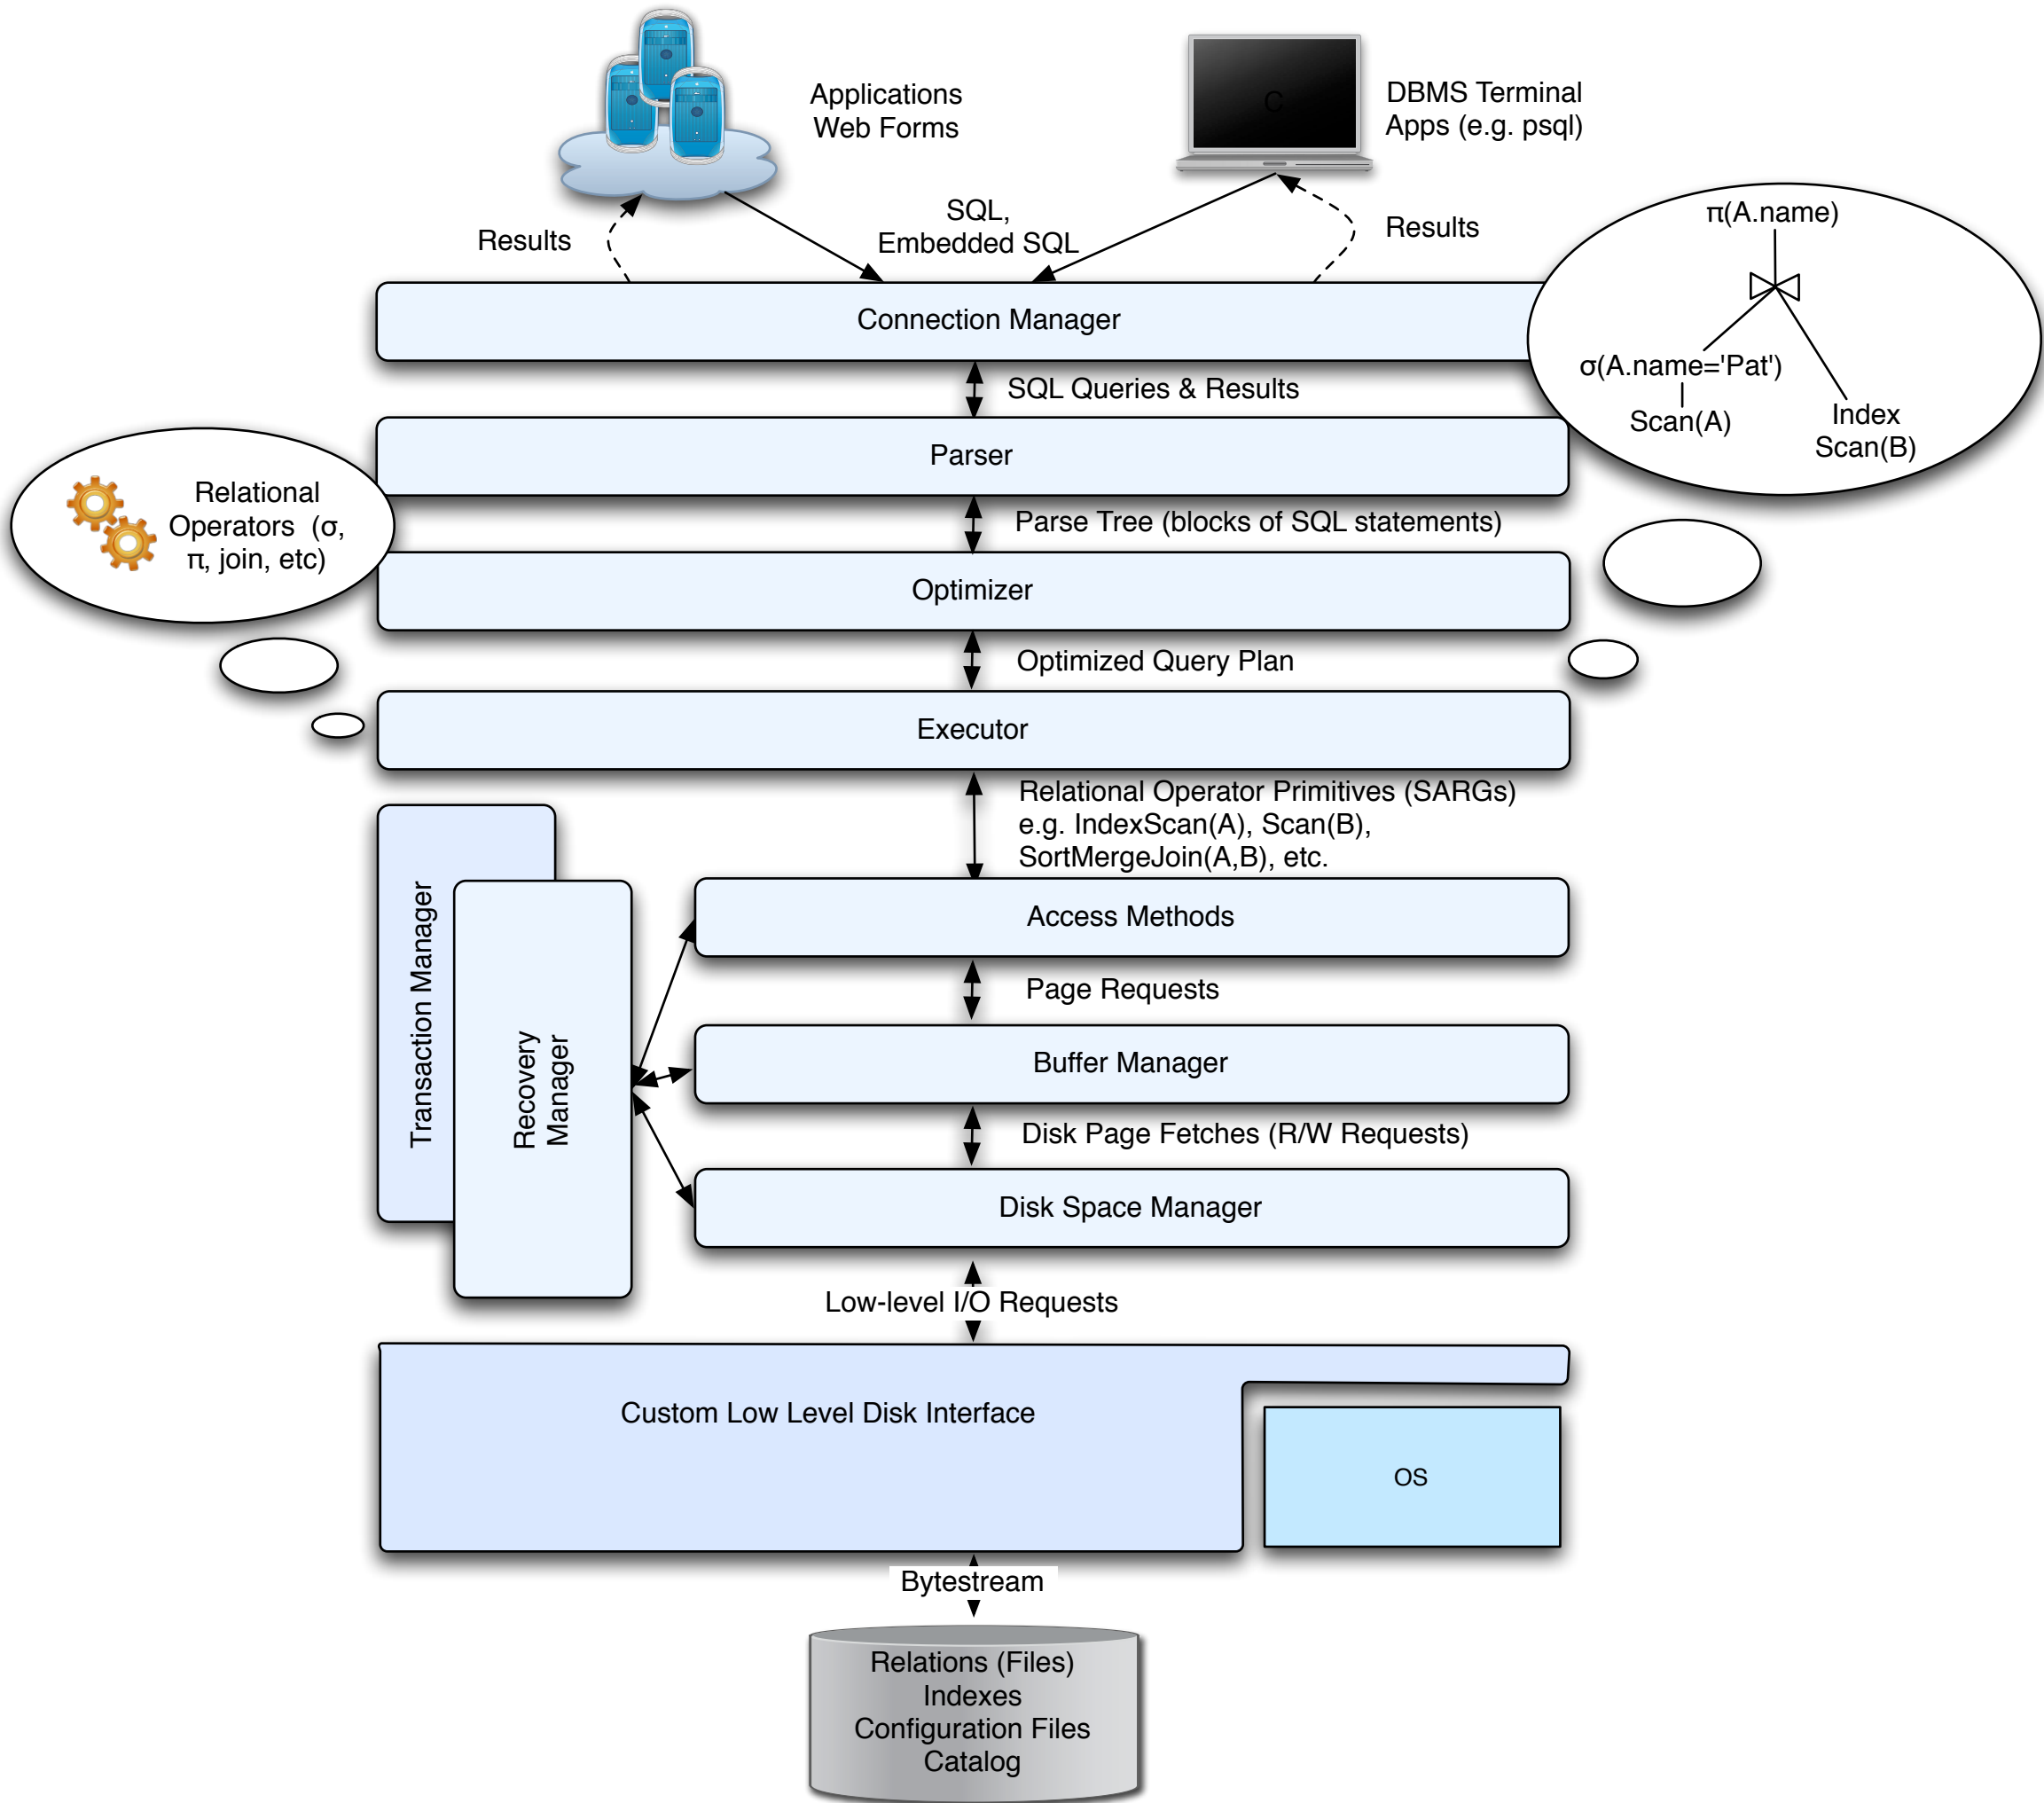 Applications
Web Forms
C
DBMS Terminal
Apps (e.g. psql)
Results
SQL,
Embedded SQL
Results
π(A.name)
σ(A.name='Pat')
Scan(A)
Index
Scan(B)
Connection Manager
SQL Queries & Results
Parser
Relational
Operators (σ,
π, join, etc)
Parse Tree (blocks of SQL statements)
Optimizer
Optimized Query Plan
Executor
Relational Operator Primitives (SARGs)
e.g. IndexScan(A), Scan(B),
SortMergeJoin(A,B), etc.
Transaction Manager
Recovery
Manager
Access Methods
Page Requests
Buffer Manager
Disk Page Fetches (R/W Requests)
Disk Space Manager
Low-level I/O Requests
Custom Low Level Disk Interface
OS
Bytestream
Relations (Files)
Indexes
Configuration Files
Catalog